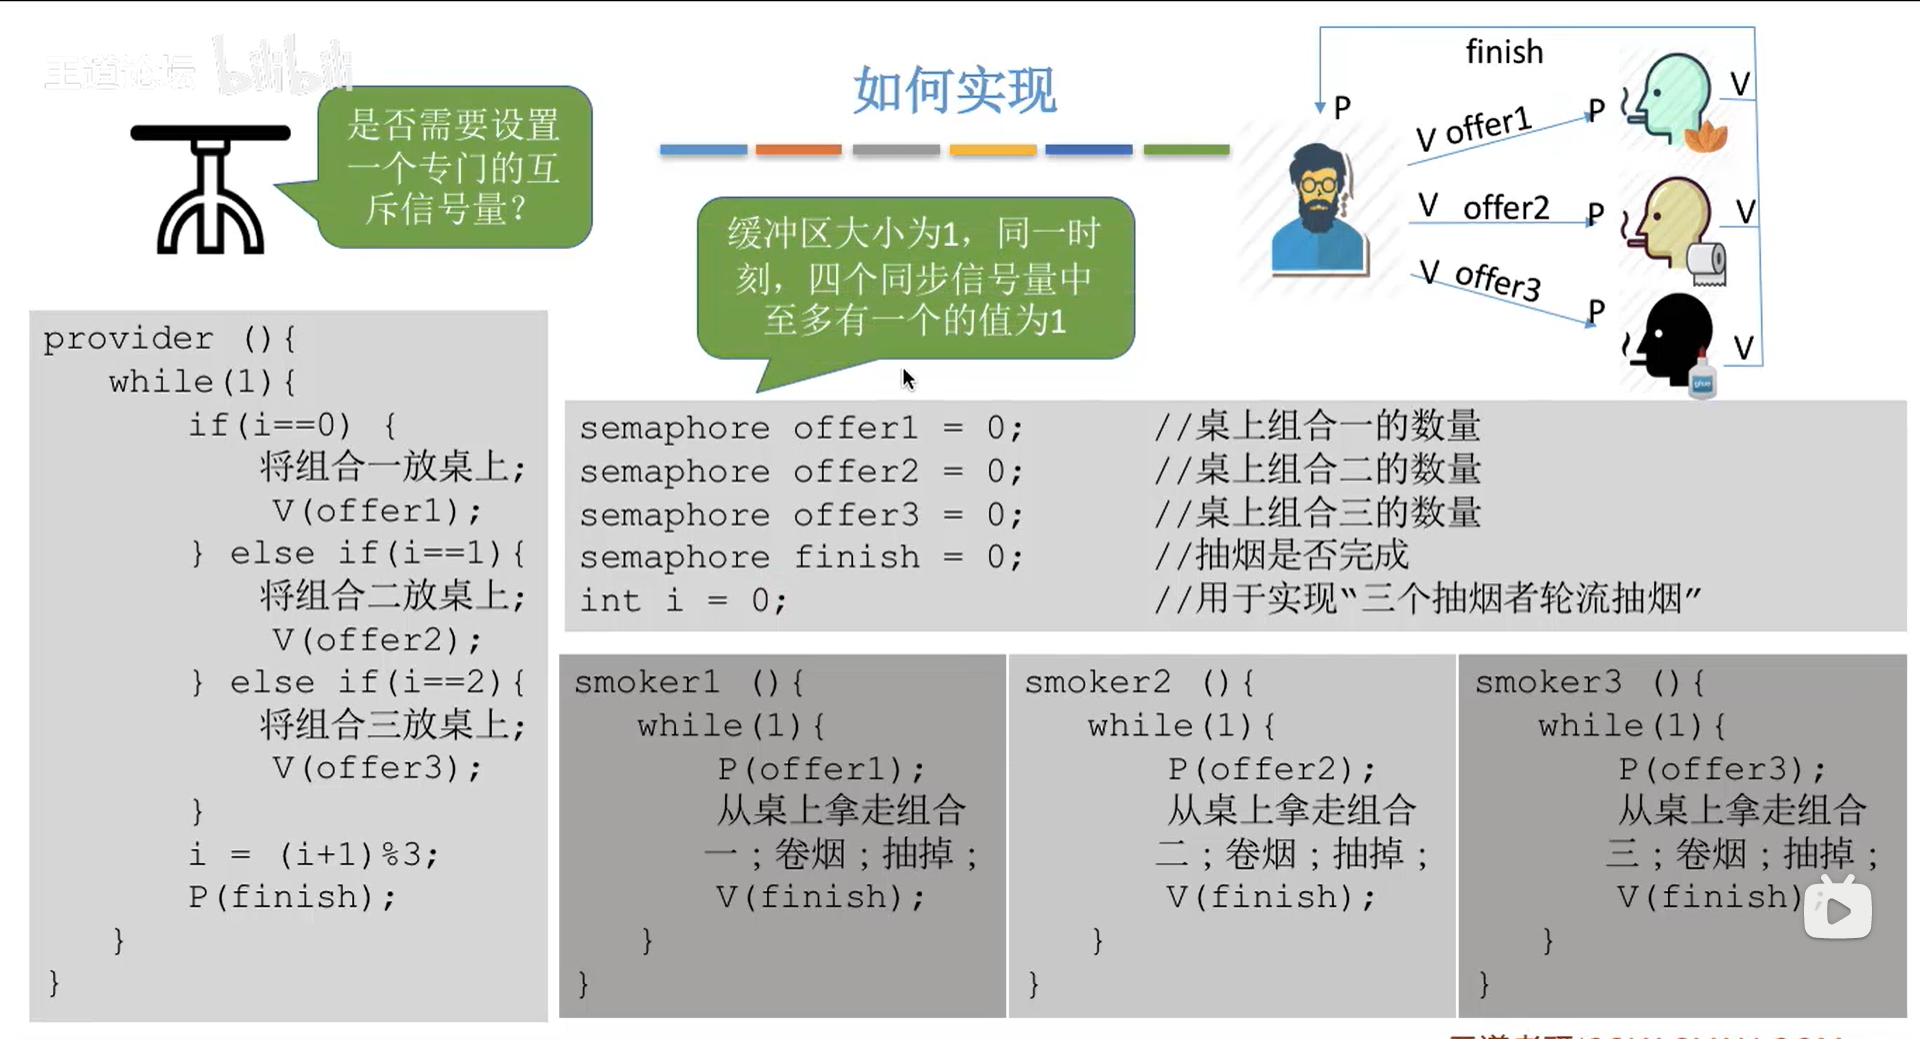 王道论坛 bilibili
如何实现
是否需要设置
一个专门的互
斥信号量?
缓冲区大小为1，同一时
刻，四个同步信号量中
至多有一个的值为1
finish
P
V offer1 P V
V offer2 P V
V offer3 P V
glue
provider (){
while(1){
if(i==0) {
将组合一放桌上;
V(offer1);
} else if(i==1){
将组合二放桌上;
V(offer2);
} else if(i==2){
将组合三放桌上;
V(offer3);
}
i = (i+1)%3;
P(finish);
}
}
semaphore offer1 = 0; //桌上组合一的数量
semaphore offer2 = 0; //桌上组合二的数量
semaphore offer3 = 0; //桌上组合三的数量
semaphore finish = 0; //抽烟是否完成
int i = 0; //用于实现“三个抽烟者轮流抽烟”
smoker1 (){
while(1){
P(offer1);
从桌上拿走组合
一；卷烟；抽掉；
V(finish);
}
}
smoker2 (){
while(1){
P(offer2);
从桌上拿走组合
二；卷烟；抽掉；
V(finish);
}
}
smoker3 (){
while(1){
P(offer3);
从桌上拿走组合
三；卷烟；抽掉；
V(finish);
}
}